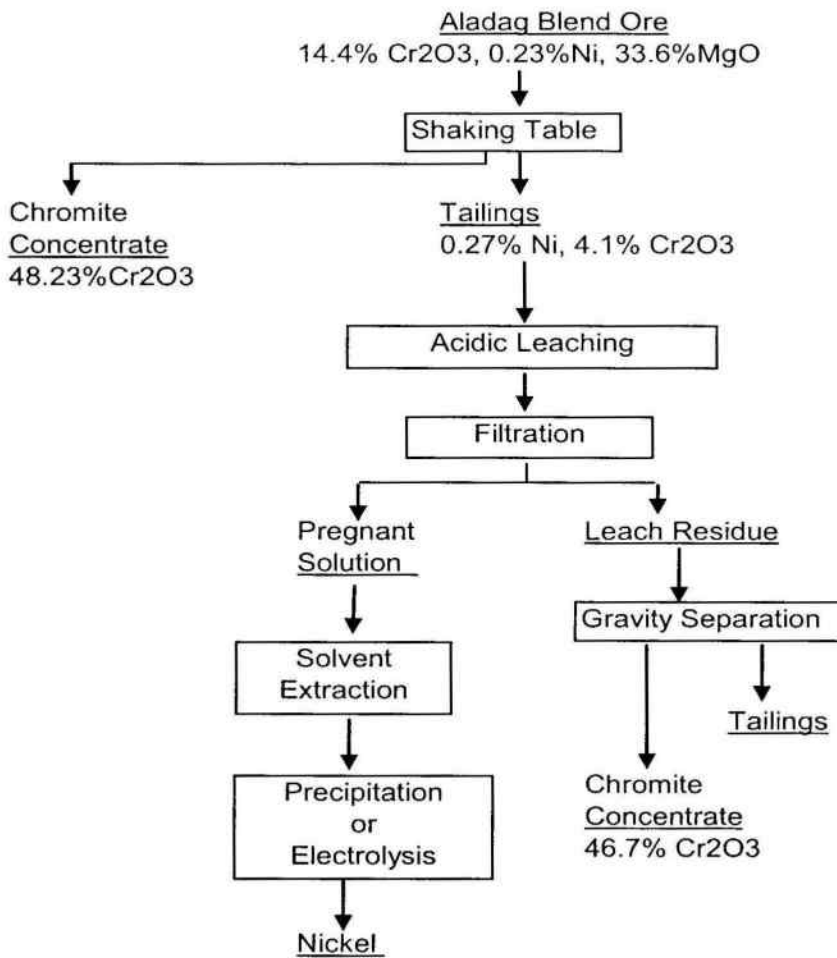 Aladag Blend Ore
14.4% Cr2O3, 0.23%Ni, 33.6%MgO
Shaking Table
Chromite
Concentrate
48.23%Cr2O3
Tailings
0.27% Ni, 4.1% Cr2O3
Acidic Leaching
Filtration
Pregnant
Solution
Leach Residue
Solvent
Extraction
Gravity Separation
Tailings
Precipitation
or
Electrolysis
Chromite
Concentrate
46.7% Cr2O3
Nickel